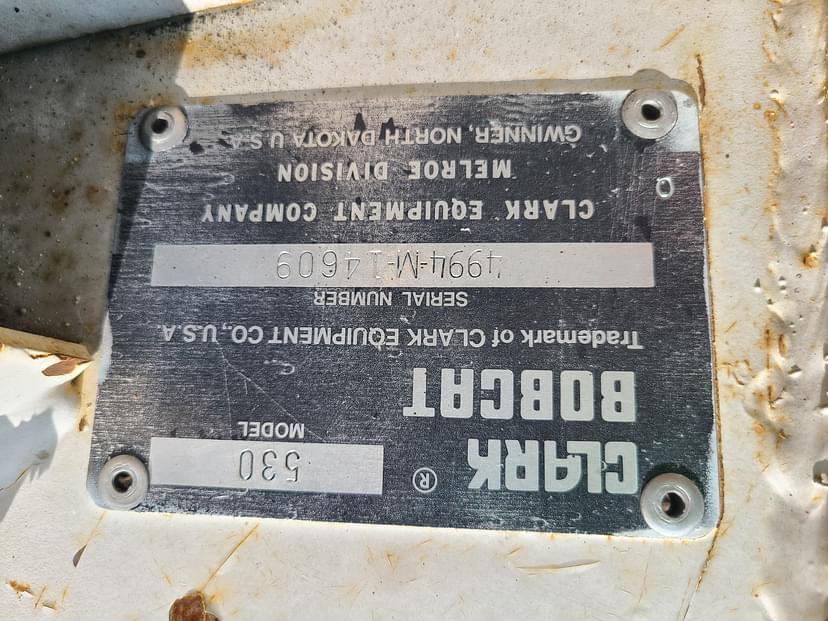 CLARK ®
BOBCAT
530
MODEL
Trademark of CLARK EQUIPMENT CO., U.S.A.
SERIAL NUMBER
4994-M-14609
CLARK EQUIPMENT COMPANY
MELROE DIVISION
GWINNER, NORTH DAKOTA U S A